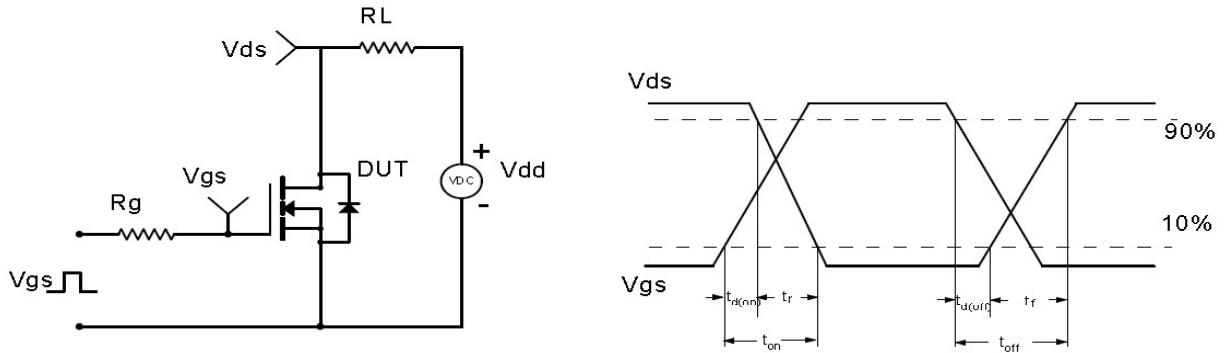 RL
Vds
Vgs
Rg
DUT
VDC
+
-
Vdd
Vgs
Vds
90%
10%
Vgs
td(on)
tr
td(off)
tf
ton
toff